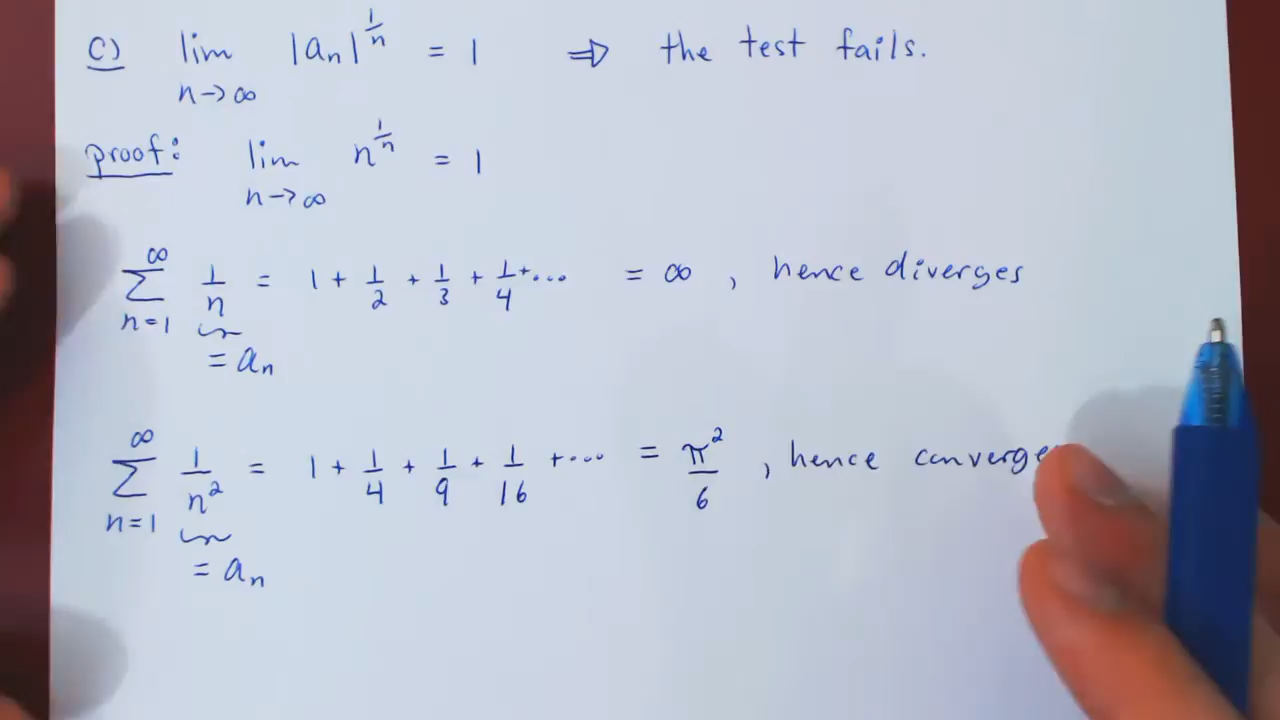 c) lim |aₙ|^(1/n) = 1 ⇒ the test fails.
n→∞
proof: lim n^(1/n) = 1
n→∞
∑_{n=1}^{∞} 1/n = 1 + 1/2 + 1/3 + 1/4 + ... = ∞ , hence diverges
= aₙ
∑_{n=1}^{∞} 1/n² = 1 + 1/4 + 1/9 + 1/16 + ... = π²/6 , hence
= aₙ